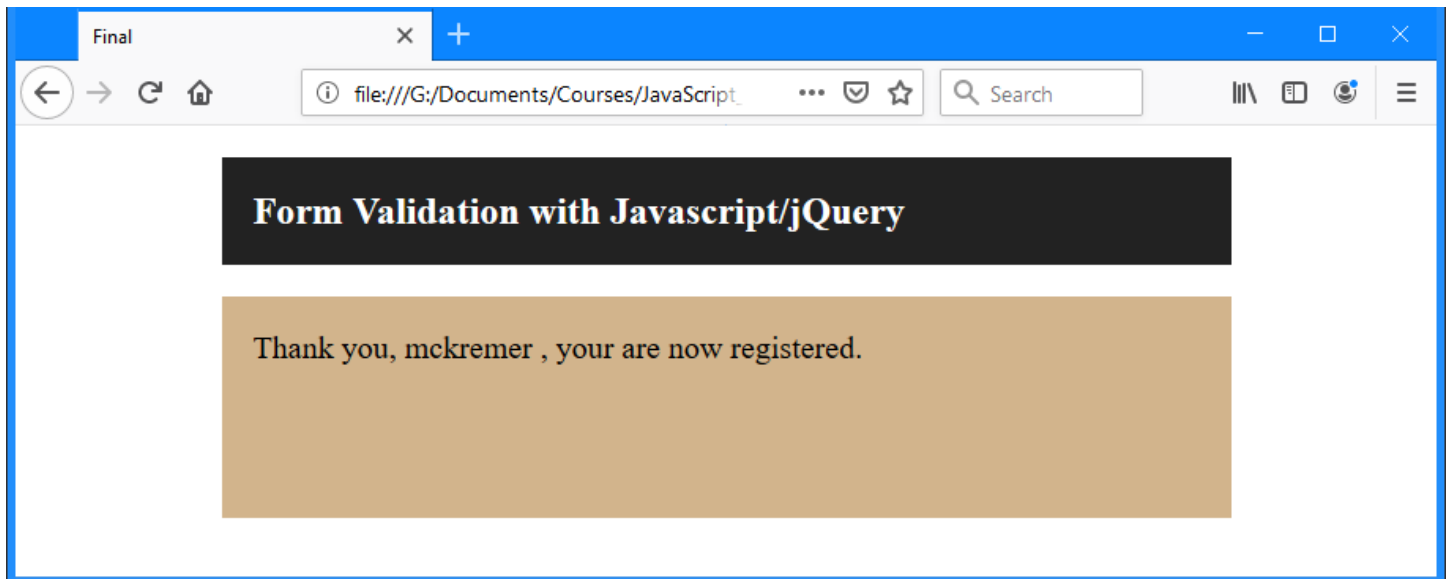 Final
file:///G:/Documents/Courses/JavaScript_
Search
Form Validation with Javascript/jQuery
Thank you, mckremer , your are now registered.